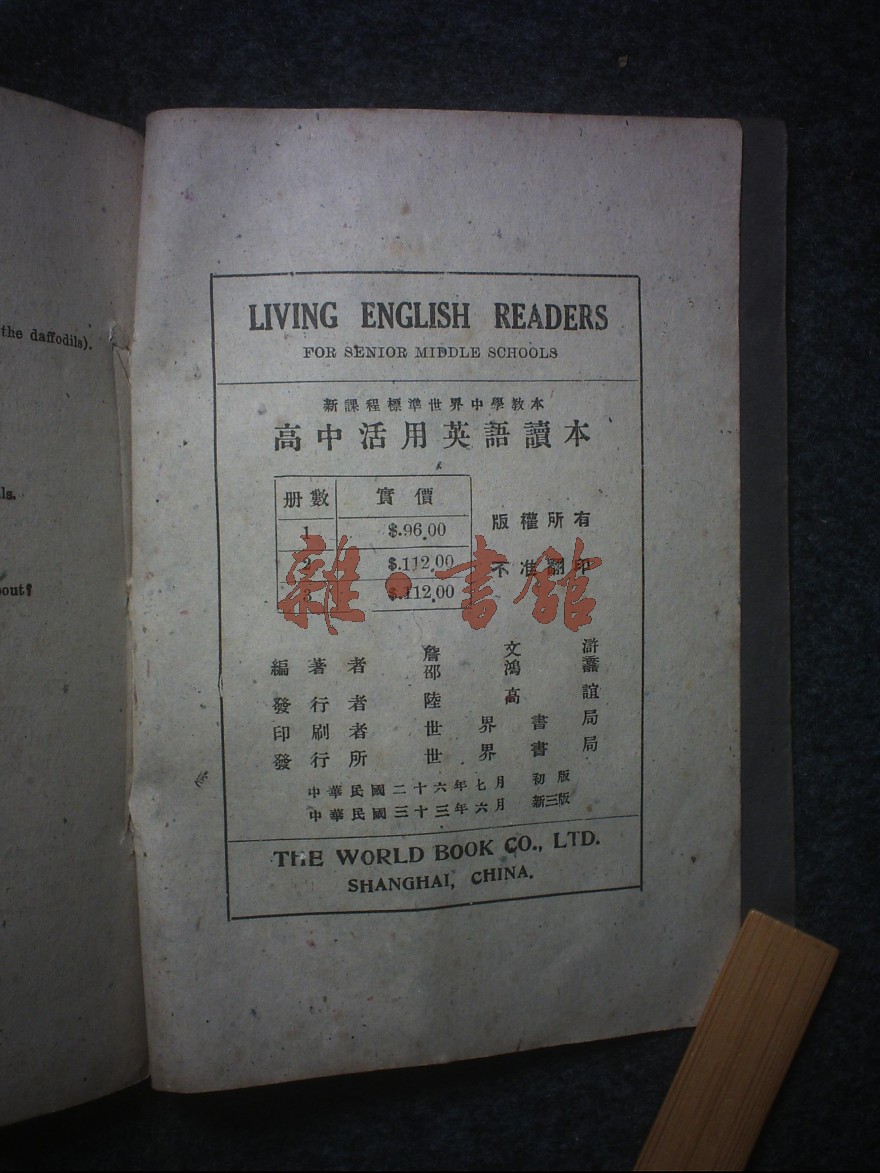 the daffodils).
ls.
out?
LIVING ENGLISH READERS
FOR SENIOR MIDDLE SCHOOLS
新課程標準世界中學教本
高中活用英語讀本
册數 實價
1 $.96.00
2 $.112.00
3 $.112.00
版權所有
不准翻印
雜·書館
編著者 詹文滸
邵鴻馨
發行者 陸高誼
印刷者 世界書局
發行所 世界書局
中華民國二十六年七月 初版
中華民國三十三年六月 新三版
THE WORLD BOOK CO., LTD.
SHANGHAI, CHINA.